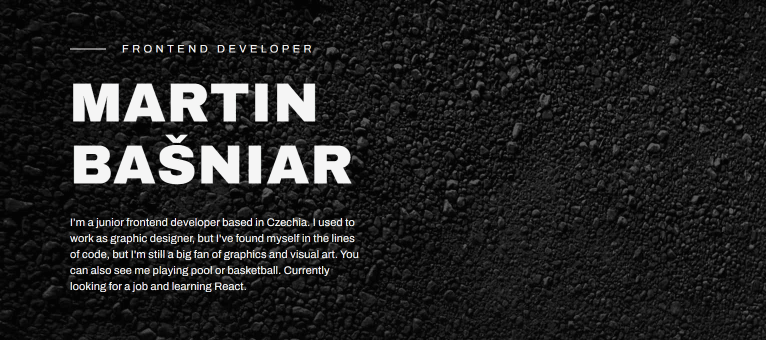 FRONTEND DEVELOPER
MARTIN
BAŠNIAR
I'm a junior frontend developer based in Czechia. I used to
work as graphic designer, but I've found myself in the lines
of code, but I'm still a big fan of graphics and visual art. You
can also see me playing pool or basketball. Currently
looking for a job and learning React.